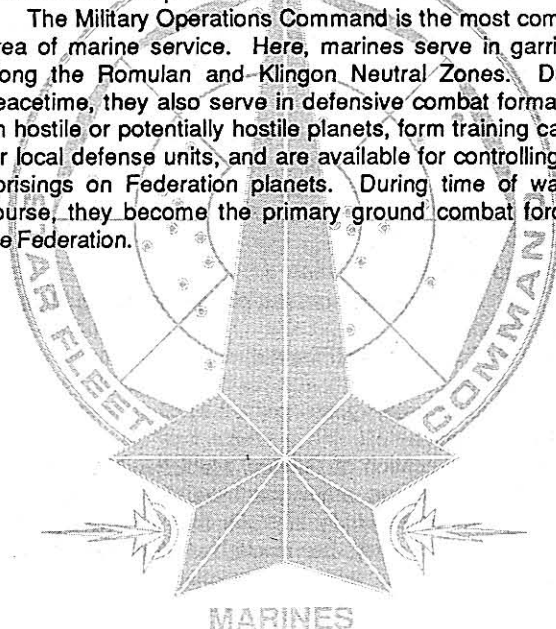 The Military Operations Command is the most com
rea of marine service. Here, marines serve in garri
ong the Romulan and Klingon Neutral Zones. D
eacetime, they also serve in defensive combat forma
n hostile or potentially hostile planets, form training ca
r local defense units, and are available for controlling
prisings on Federation planets. During time of wa
ourse, they become the primary ground combat forc
e Federation.
STAR FLEET
COMMAND
MARINES